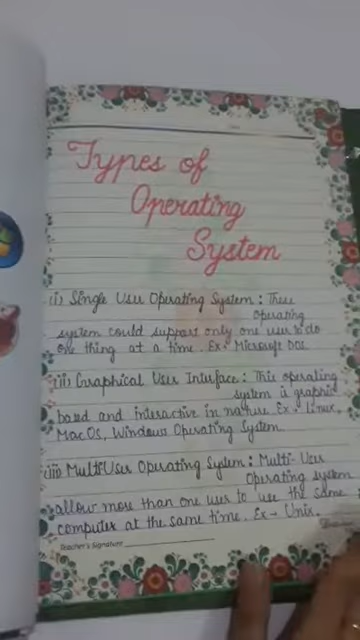 Types of
Operating
System
(i) Single User Operating System : These
Operating
system could support only one user to do
one thing at a time. Ex- Microsoft DOS.
(ii) Graphical User Interface : This operating
system is graphic
based and interactive in nature. Ex- Linux,
MacOS, Windows Operating System.
(iii) Multi User Operating System : Multi-User
Operating system
allow more than one user to use the same
computer at the same time. Ex- Unix.
Teacher's Signature